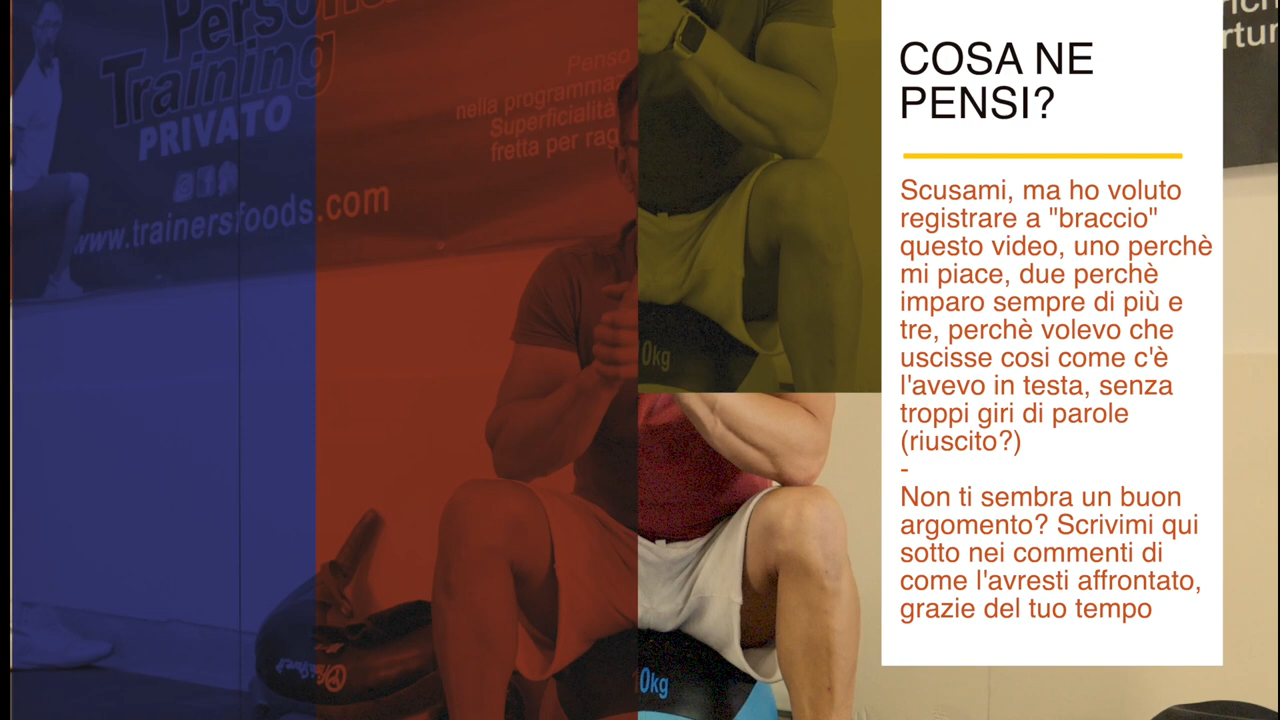 Person
Training
PRIVATO
www.trainersfoods.com
Penso
nella programmaz
Superficialità
fretta per rag
0kg
0kg
COSA NE
PENSI?
Scusami, ma ho voluto
registrare a "braccio"
questo video, uno perchè
mi piace, due perchè
imparo sempre di più e
tre, perchè volevo che
uscisse cosi come c'è
l'avevo in testa, senza
troppi giri di parole
(riuscito?)
-
Non ti sembra un buon
argomento? Scrivimi qui
sotto nei commenti di
come l'avresti affrontato,
grazie del tuo tempo